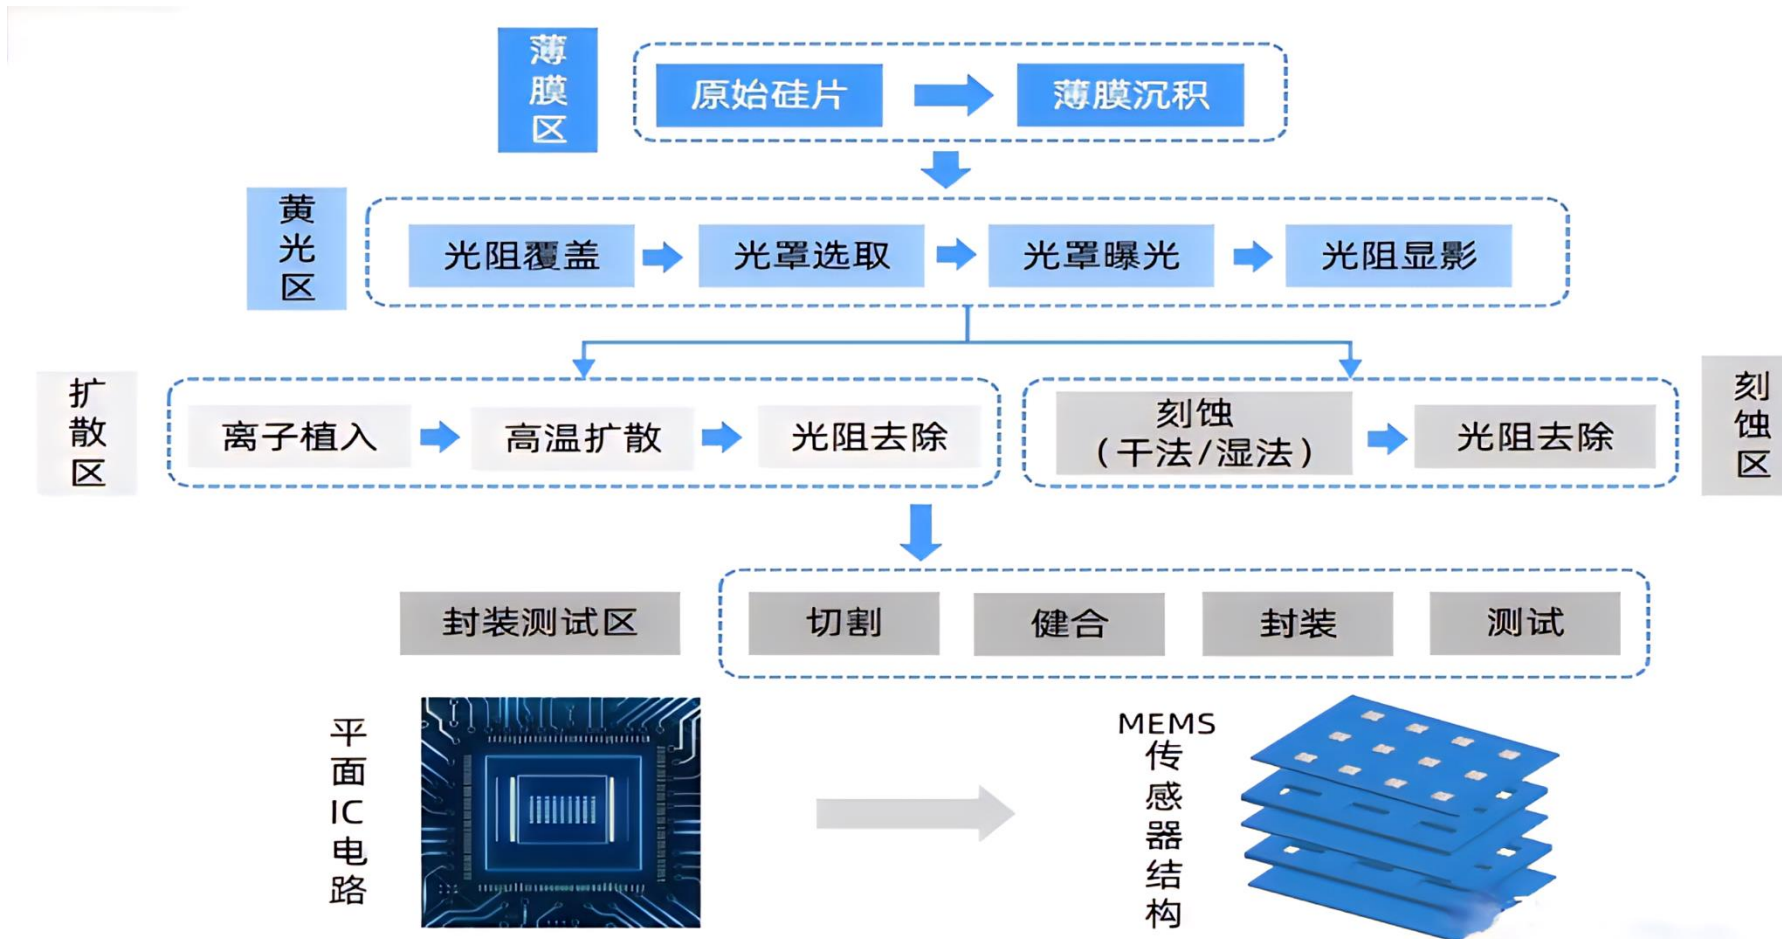 薄膜区
原始硅片
薄膜沉积
黄光区
光阻覆盖
光罩选取
光罩曝光
光阻显影
扩散区
离子植入
高温扩散
光阻去除
刻蚀
（干法/湿法）
光阻去除
刻蚀区
封装测试区
切割
健合
封装
测试
平面IC电路
MEMS
传感器结构